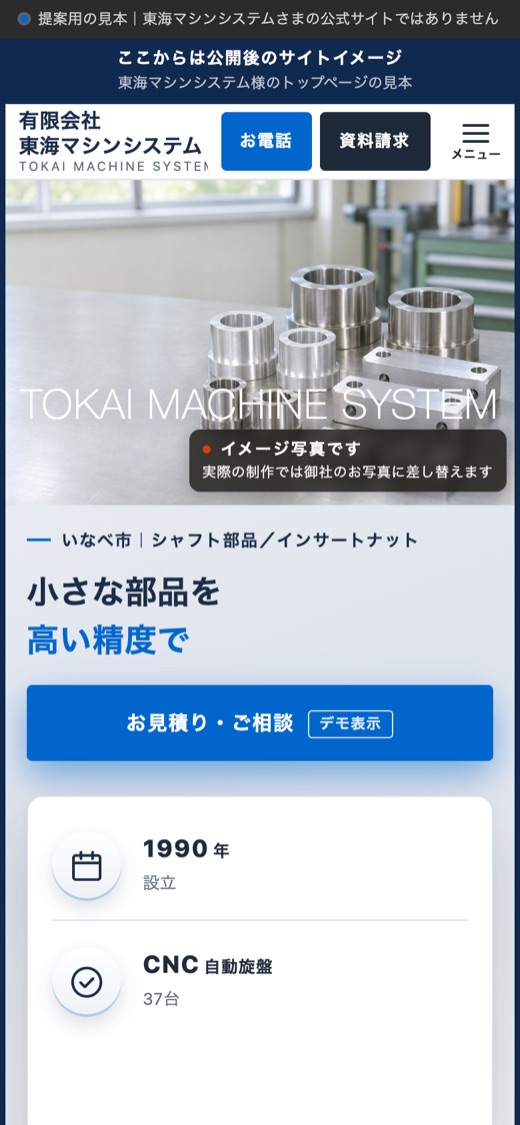 提案用の見本｜東海マシンシステムさまの公式サイトではありません
ここからは公開後のサイトイメージ
東海マシンシステム様のトップページの見本
有限会社
東海マシンシステム
TOKAI MACHINE SYSTEM
お電話
資料請求
メニュー
TOKAI MACHINE SYSTEM
イメージ写真です
実際の制作では御社のお写真に差し替えます
いなべ市｜シャフト部品／インサートナット
小さな部品を
高い精度で
お見積り・ご相談 デモ表示
1990 年
設立
CNC 自動旋盤
37台